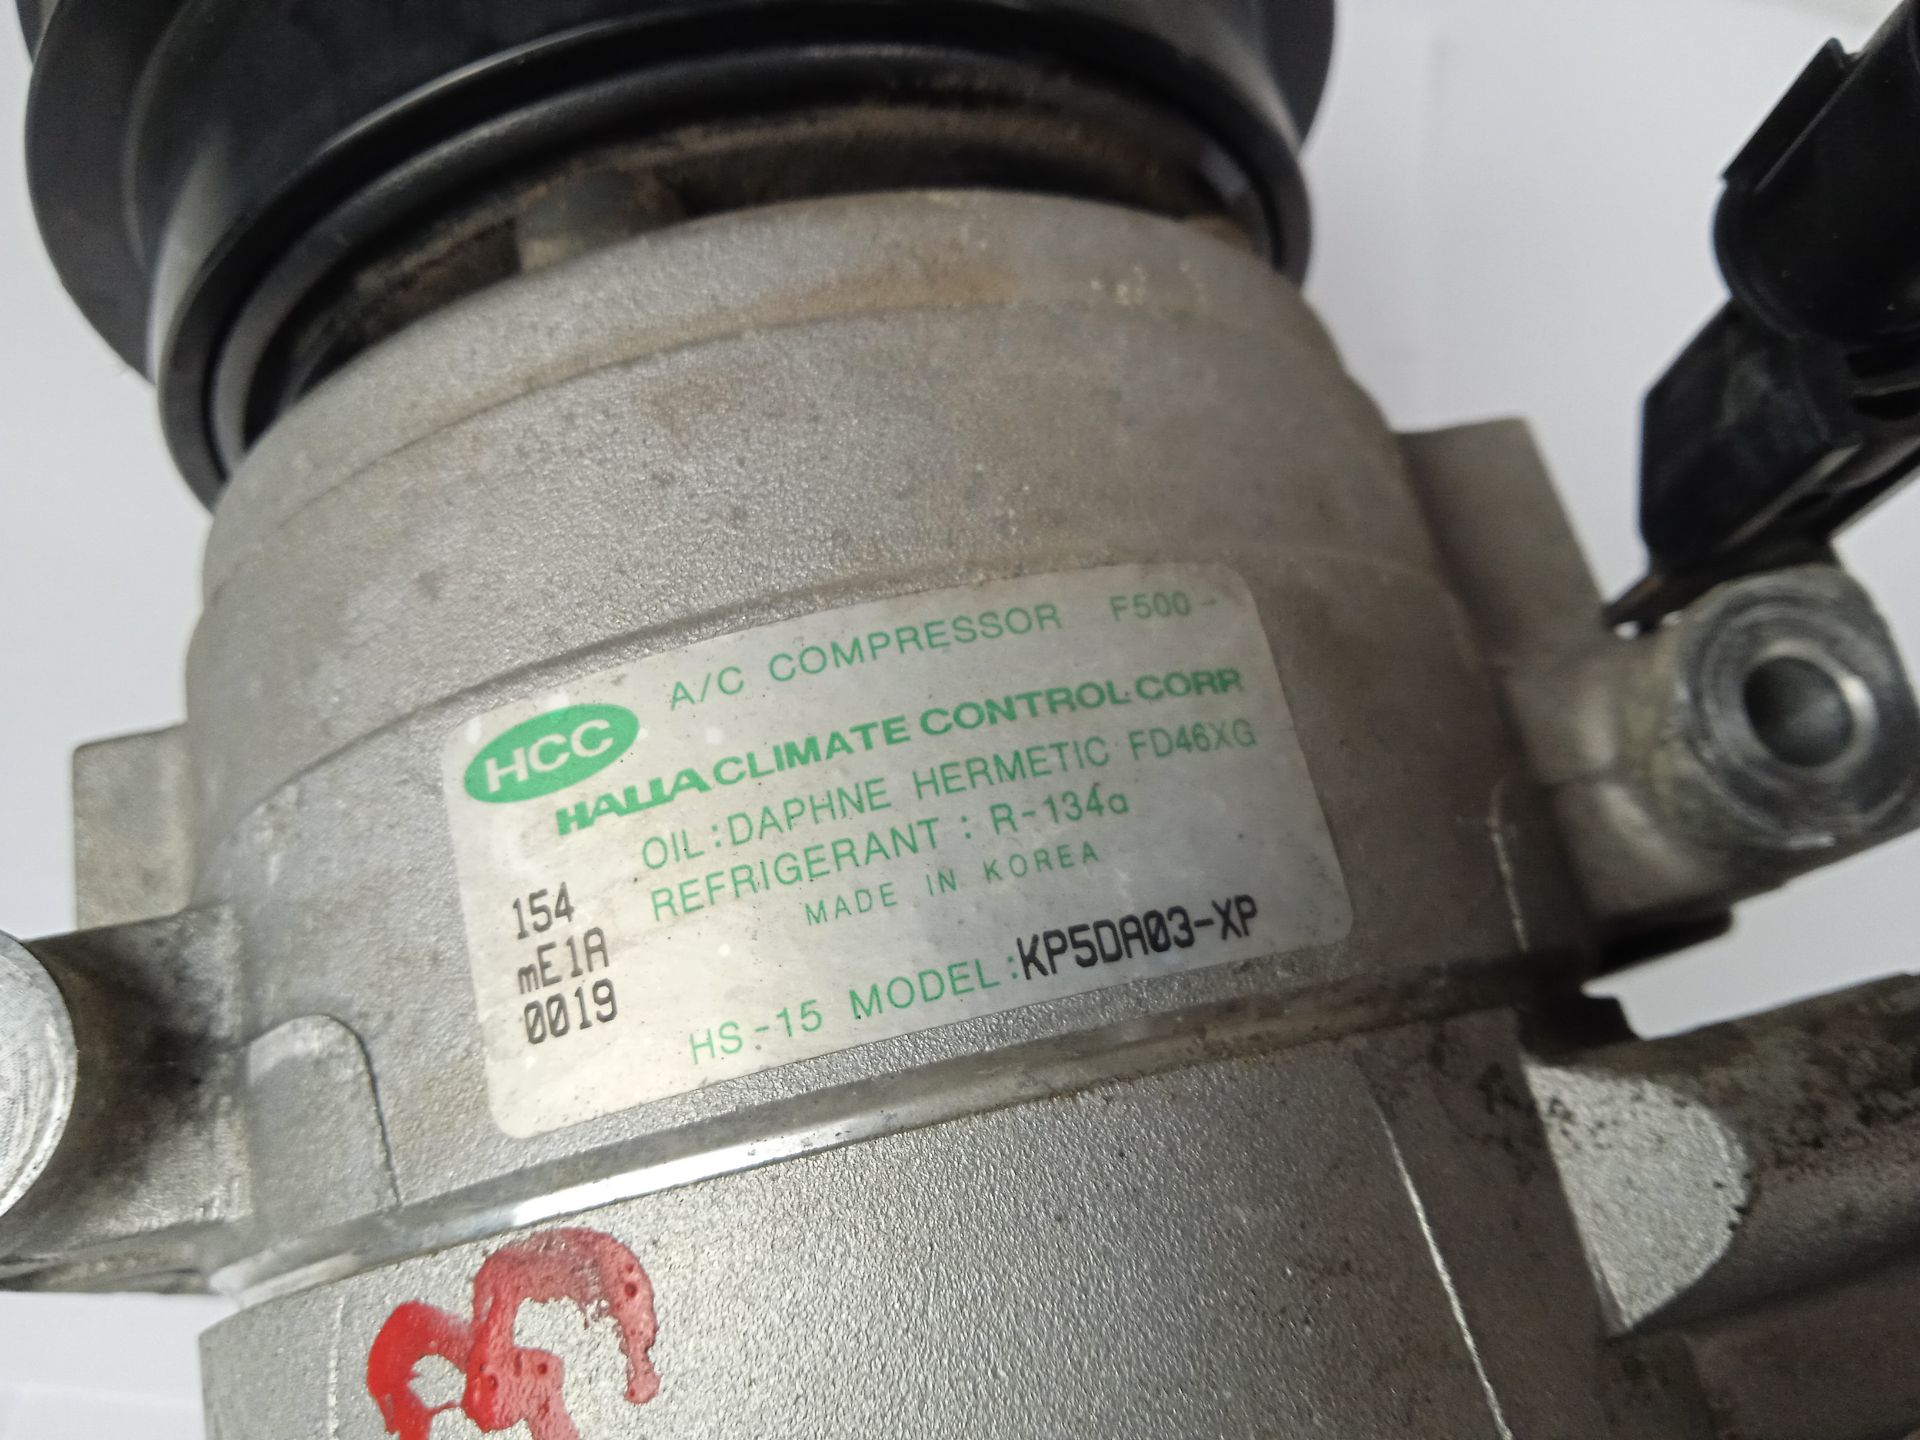 A/C COMPRESSOR F500-
HCC
HALLA CLIMATE CONTROL CORP
OIL:DAPHNE HERMETIC FD46XG
REFRIGERANT : R-134a
MADE IN KOREA
154
mE1A
0019
HS-15 MODEL:KP5DA03-XP